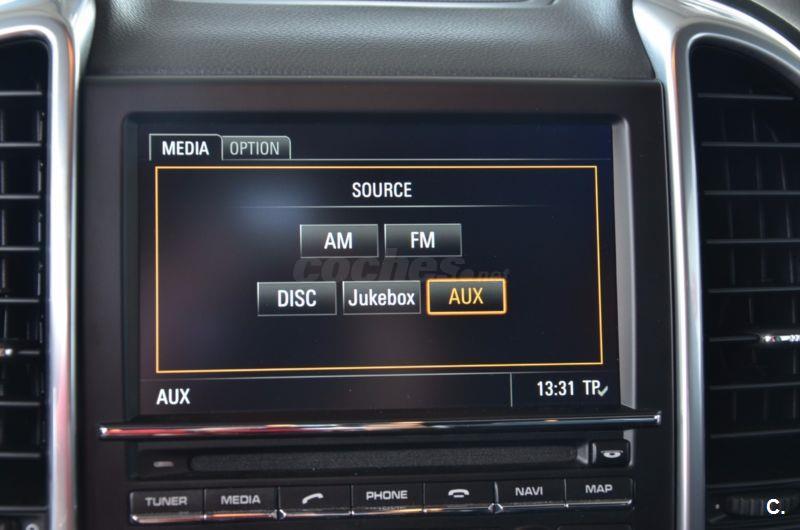 MEDIA OPTION
SOURCE
AM FM
coches.net
DISC Jukebox AUX
AUX 13:31 TP
TUNER MEDIA PHONE NAVI MAP
C.